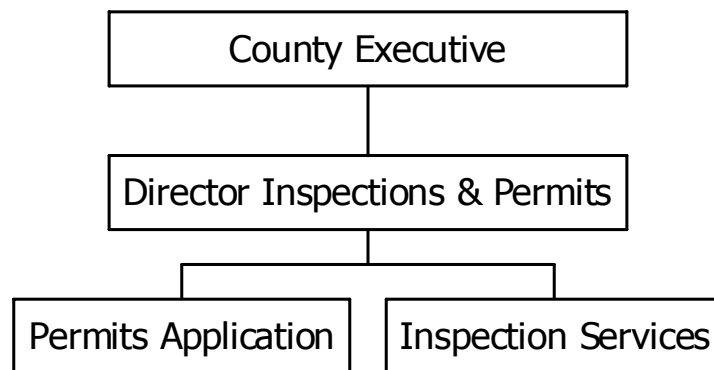 County Executive
Director Inspections & Permits
Permits Application
Inspection Services